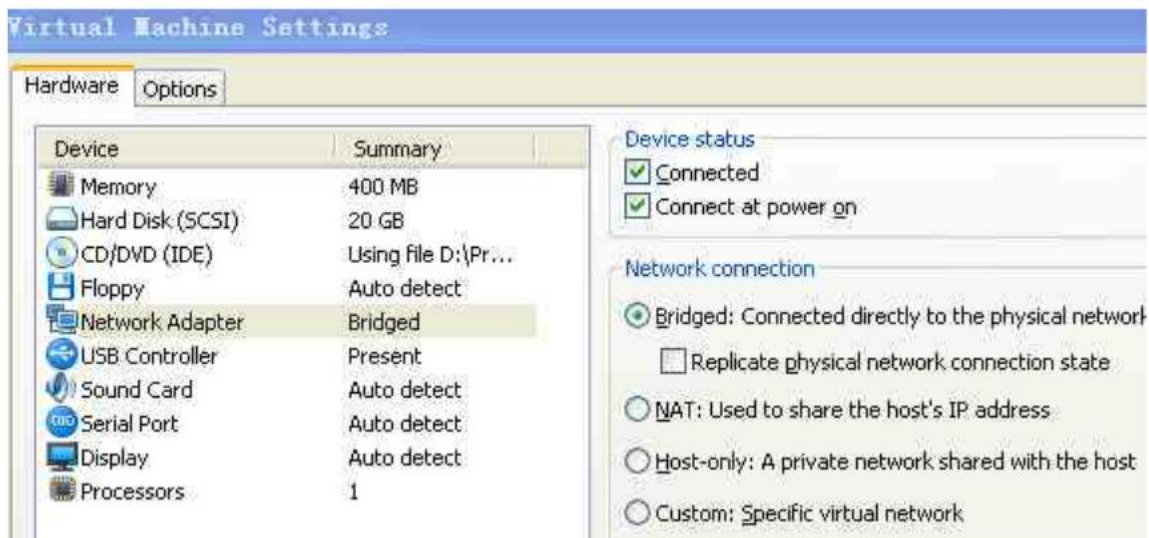 Virtual Machine Settings
Hardware Options
Device Summary
Memory 400 MB
Hard Disk (SCSI) 20 GB
CD/DVD (IDE) Using file D:\Pr...
Floppy Auto detect
Network Adapter Bridged
USB Controller Present
Sound Card Auto detect
Serial Port Auto detect
Display Auto detect
Processors 1
Device status
Connected
Connect at power on
Network connection
Bridged: Connected directly to the physical network
Replicate physical network connection state
NAT: Used to share the host's IP address
Host-only: A private network shared with the host
Custom: Specific virtual network